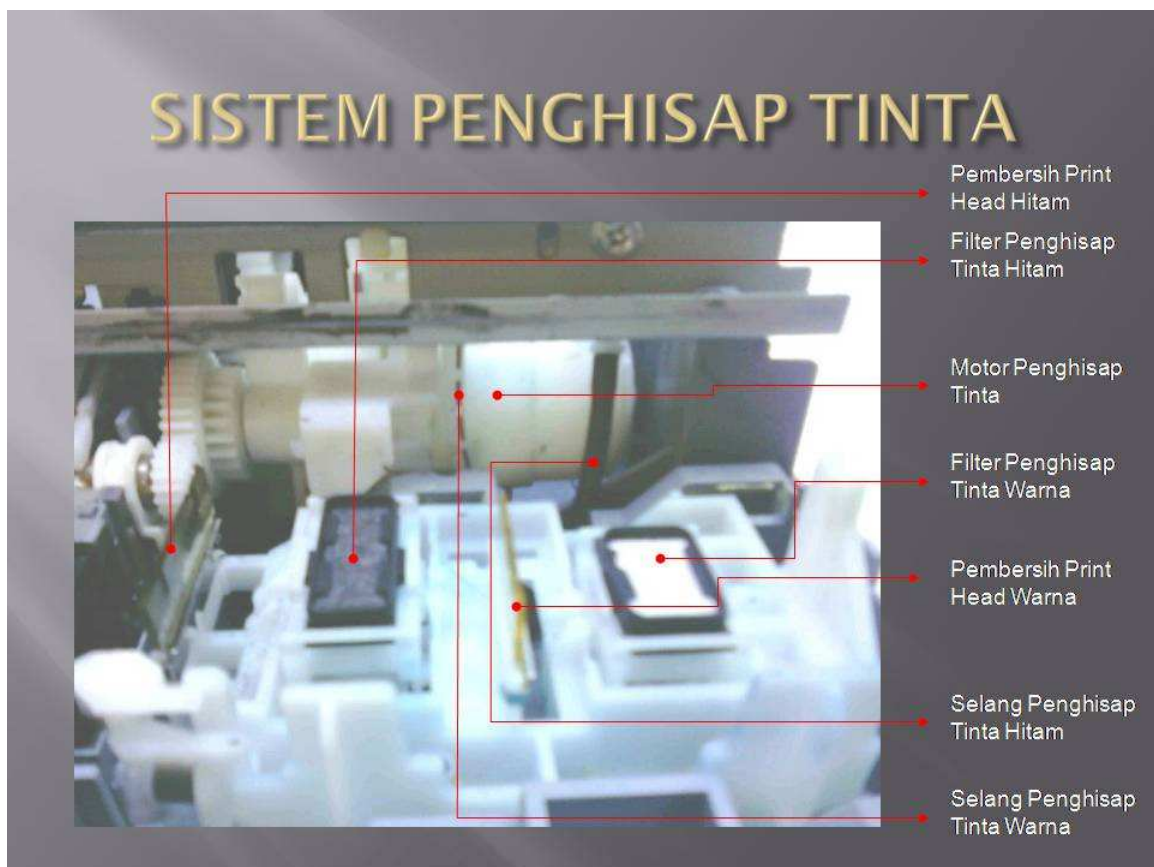 SISTEM PENGHISAP TINTA
Pembersih Print
Head Hitam
Filter Penghisap
Tinta Hitam
Motor Penghisap
Tinta
Filter Penghisap
Tinta Warna
Pembersih Print
Head Warna
Selang Penghisap
Tinta Hitam
Selang Penghisap
Tinta Warna